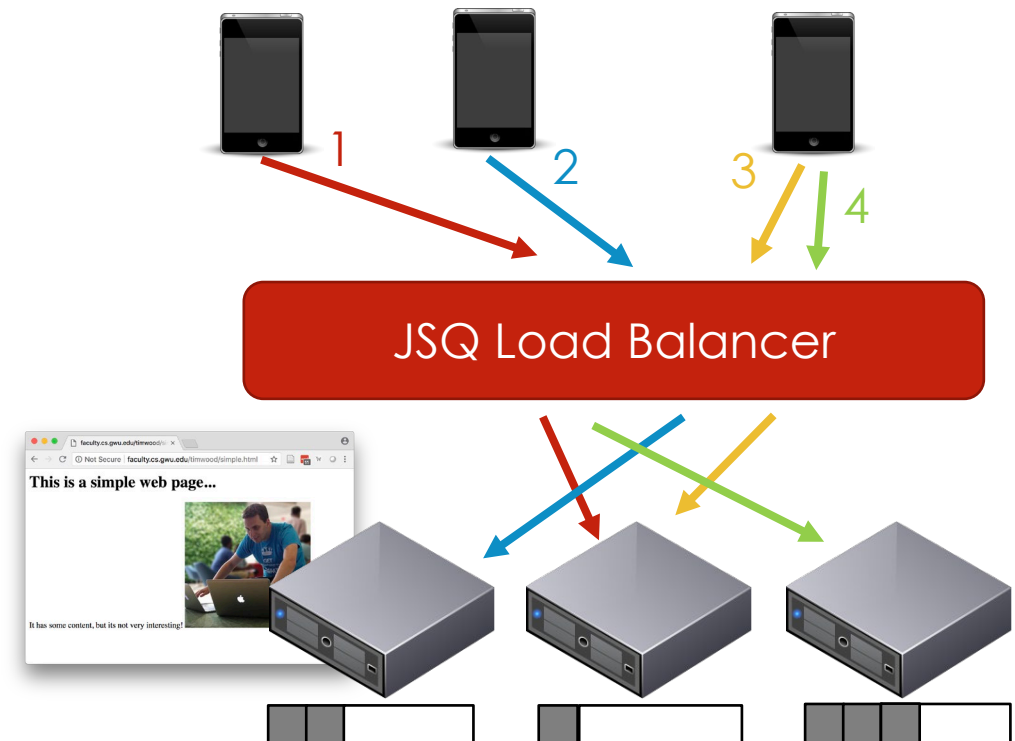 1
2
3
4
JSQ Load Balancer
faculty.cs.gwu.edu/timwood/
Not Secure faculty.cs.gwu.edu/timwood/simple.html
This is a simple web page...
It has some content, but its not very interesting!